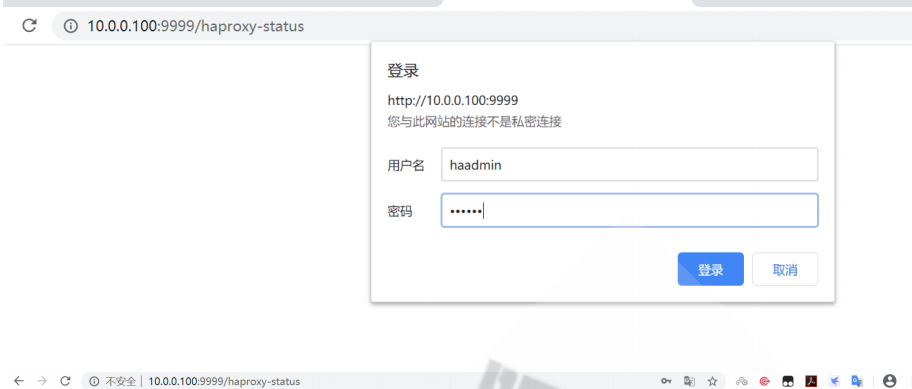 10.0.0.100:9999/haproxy-status
登录
http://10.0.0.100:9999
您与此网站的连接不是私密连接
用户名 haadmin
密码 ••••••
登录 取消
不安全 | 10.0.0.100:9999/haproxy-status